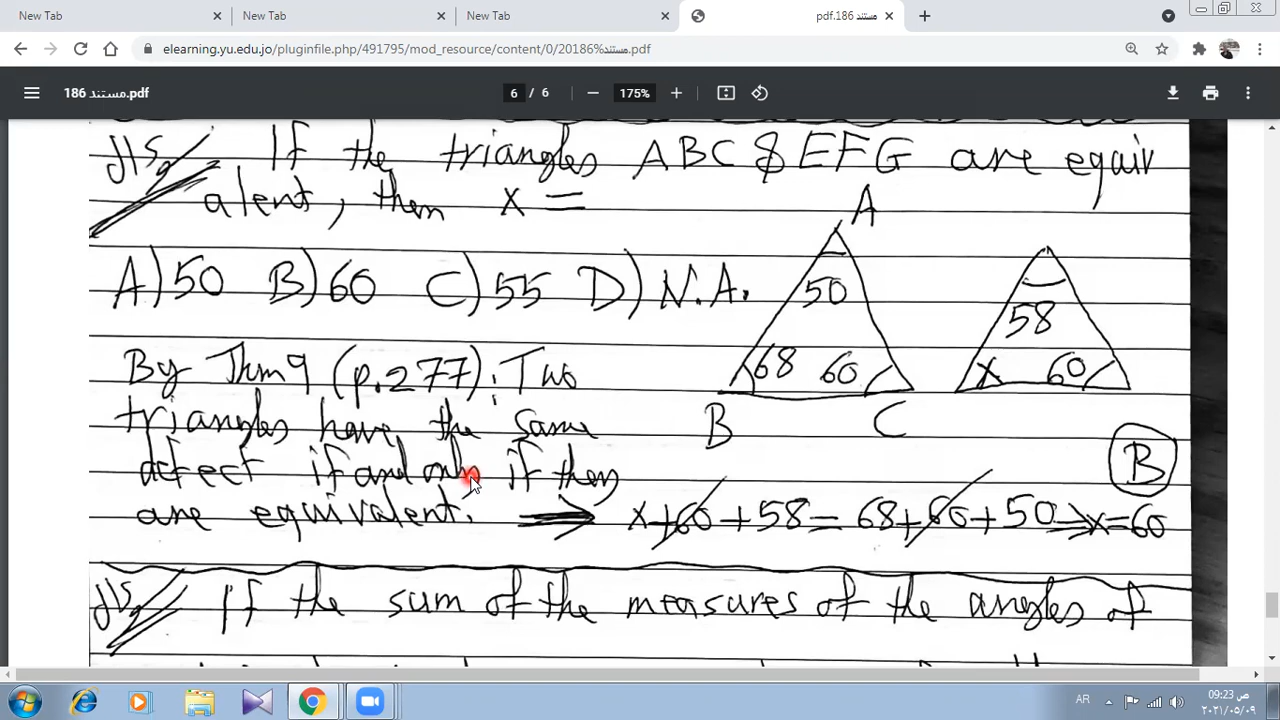 New Tab
New Tab
New Tab
مستند 186.pdf
elearning.yu.edu.jo/pluginfile.php/491795/mod_resource/content/0/20186%مستند.pdf
مستند 186.pdf
6 / 6
175%
If the triangles ABC & EFG are equiv
alent, then x =
A) 50 B) 60 C) 55 D) N.A.
A
50
68 60
B C
58
x 60
By Thm 9 (p.277): Two
triangles have the same
defect if and only if they
are equivalent. ⇒ x+60+58=68+60+50⇒x=60
B
If the sum of the measures of the angles of
AR
09:23 ص
٢٠٢١/٠٥/٠٩